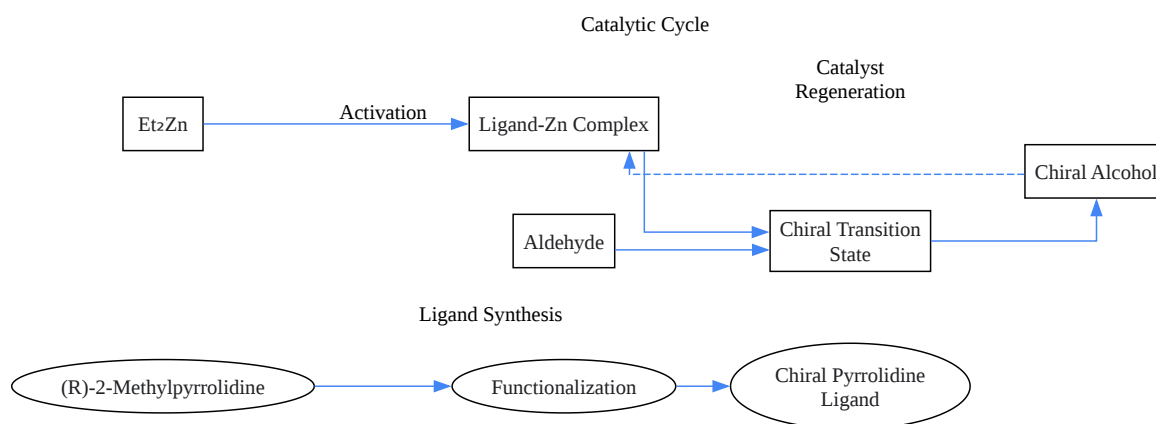 Catalytic Cycle
Catalyst
Regeneration
Et₂Zn
Activation
Ligand-Zn Complex
Chiral Alcohol
Aldehyde
Chiral Transition
State
Ligand Synthesis
(R)-2-Methylpyrrolidine
Functionalization
Chiral Pyrrolidine
Ligand